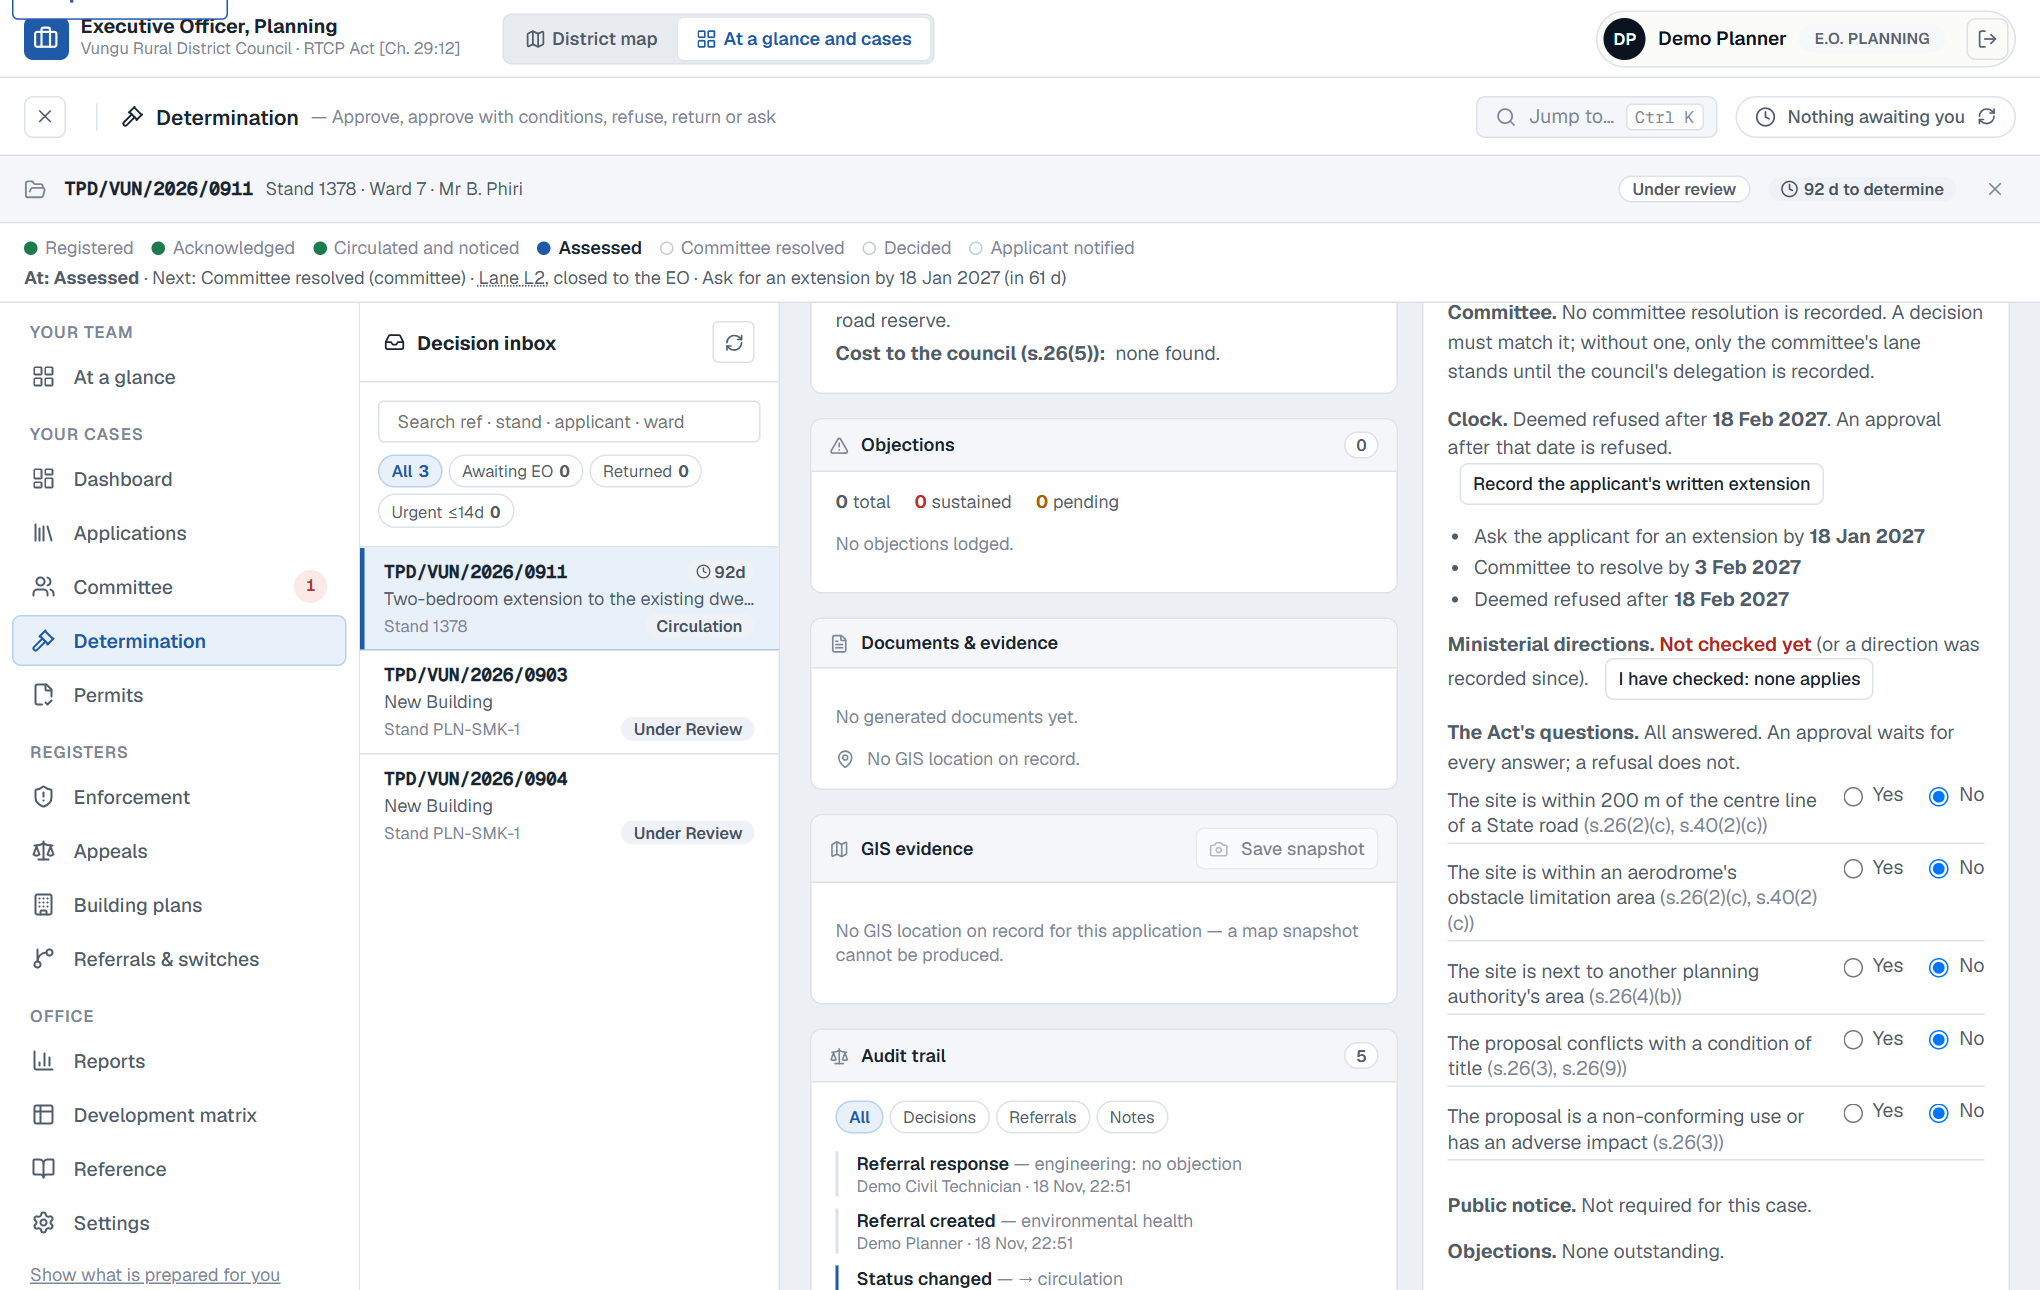 Executive Officer, Planning
Vungu Rural District Council · RTCP Act [Ch. 29:12]
District map
At a glance and cases
DP
Demo Planner
E.O. PLANNING
Determination
— Approve, approve with conditions, refuse, return or ask
Jump to...
Ctrl K
Nothing awaiting you
TPD/VUN/2026/0911
Stand 1378 · Ward 7 · Mr B. Phiri
Under review
92 d to determine
Registered
Acknowledged
Circulated and noticed
Assessed
Committee resolved
Decided
Applicant notified
At: Assessed · Next: Committee resolved (committee) · Lane L2, closed to the EO · Ask for an extension by 18 Jan 2027 (in 61 d)
YOUR TEAM
At a glance
YOUR CASES
Dashboard
Applications
Committee
1
Determination
Permits
REGISTERS
Enforcement
Appeals
Building plans
Referrals & switches
OFFICE
Reports
Development matrix
Reference
Settings
Show what is prepared for you
Decision inbox
Search ref · stand · applicant · ward
All 3
Awaiting EO 0
Returned 0
Urgent ≤14d 0
TPD/VUN/2026/0911
92d
Two-bedroom extension to the existing dwe...
Stand 1378
Circulation
TPD/VUN/2026/0903
New Building
Stand PLN-SMK-1
Under Review
TPD/VUN/2026/0904
New Building
Stand PLN-SMK-1
Under Review
road reserve.
Cost to the council (s.26(5)): none found.
Objections
0
0 total
0 sustained
0 pending
No objections lodged.
Documents & evidence
No generated documents yet.
No GIS location on record.
GIS evidence
Save snapshot
No GIS location on record for this application — a map snapshot
cannot be produced.
Audit trail
5
All
Decisions
Referrals
Notes
Referral response — engineering: no objection
Demo Civil Technician · 18 Nov, 22:51
Referral created — environmental health
Demo Planner · 18 Nov, 22:51
Status changed — → circulation
Committee. No committee resolution is recorded. A decision
must match it; without one, only the committee's lane
stands until the council's delegation is recorded.
Clock. Deemed refused after 18 Feb 2027. An approval
after that date is refused.
Record the applicant's written extension
• Ask the applicant for an extension by 18 Jan 2027
• Committee to resolve by 3 Feb 2027
• Deemed refused after 18 Feb 2027
Ministerial directions. Not checked yet (or a direction was
recorded since).
I have checked: none applies
The Act's questions. All answered. An approval waits for
every answer; a refusal does not.
The site is within 200 m of the centre line
of a State road (s.26(2)(c), s.40(2)(c))
Yes
No
The site is within an aerodrome's
obstacle limitation area (s.26(2)(c), s.40(2)
(c))
Yes
No
The site is next to another planning
authority's area (s.26(4)(b))
Yes
No
The proposal conflicts with a condition of
title (s.26(3), s.26(9))
Yes
No
The proposal is a non-conforming use or
has an adverse impact (s.26(3))
Yes
No
Public notice. Not required for this case.
Objections. None outstanding.